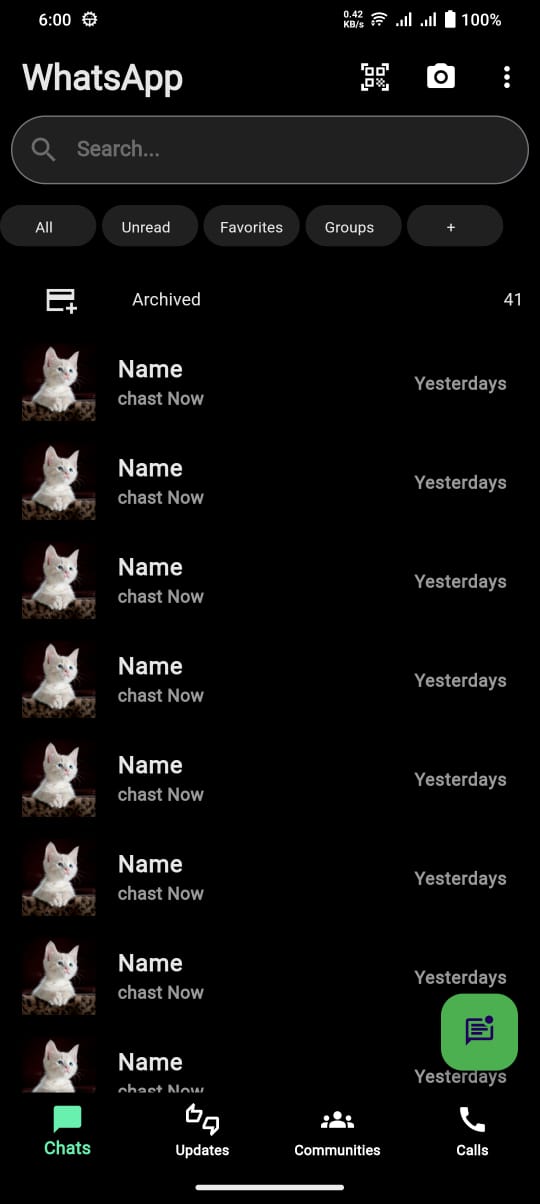 6:00 0.42 KB/s 100%
WhatsApp
Search...
All Unread Favorites Groups +
Archived 41
Name
chast Now Yesterdays
Name
chast Now Yesterdays
Name
chast Now Yesterdays
Name
chast Now Yesterdays
Name
chast Now Yesterdays
Name
chast Now Yesterdays
Name
chast Now Yesterdays
Name
chast Now Yesterdays
Chats Updates Communities Calls